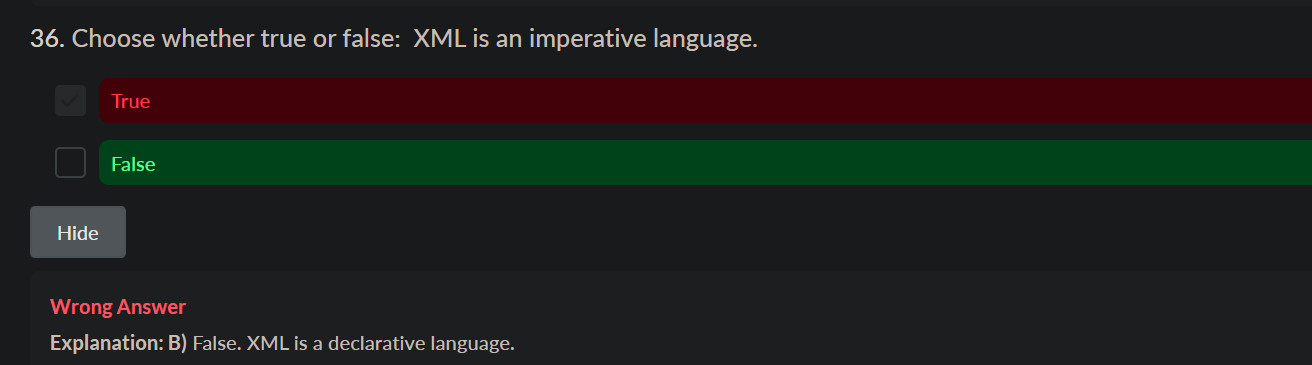 36. Choose whether true or false: XML is an imperative language.
True
False
Hide
Wrong Answer
Explanation: B) False. XML is a declarative language.